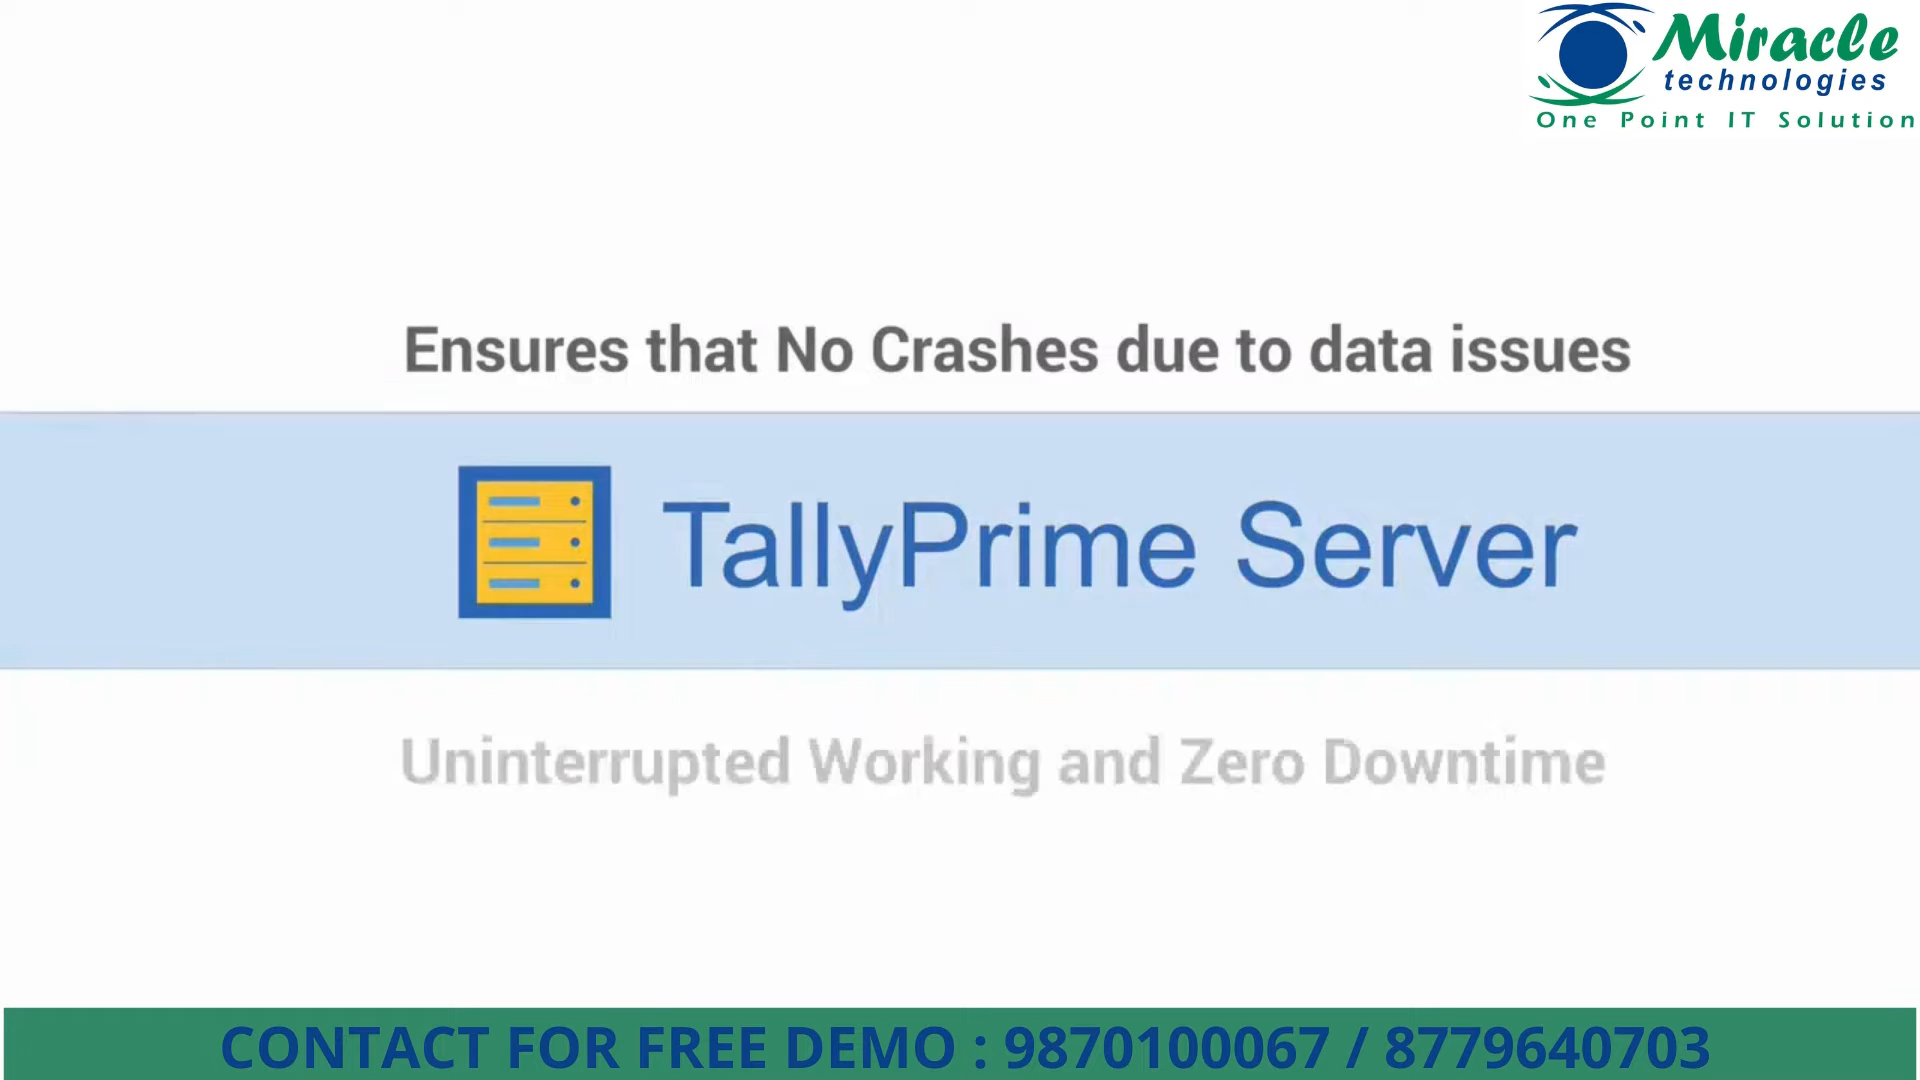 Miracle
technologies
One Point IT Solution
Ensures that No Crashes due to data issues
TallyPrime Server
Uninterrupted Working and Zero Downtime
CONTACT FOR FREE DEMO : 9870100067 / 8779640703